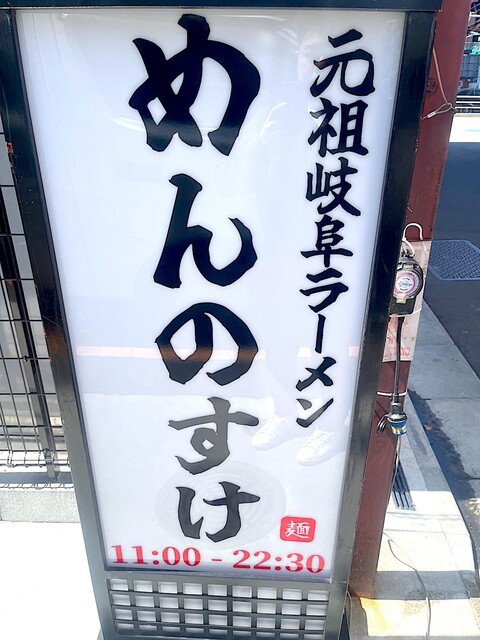 元祖岐阜ラーメン
めんのすけ
麺
11:00 - 22:30